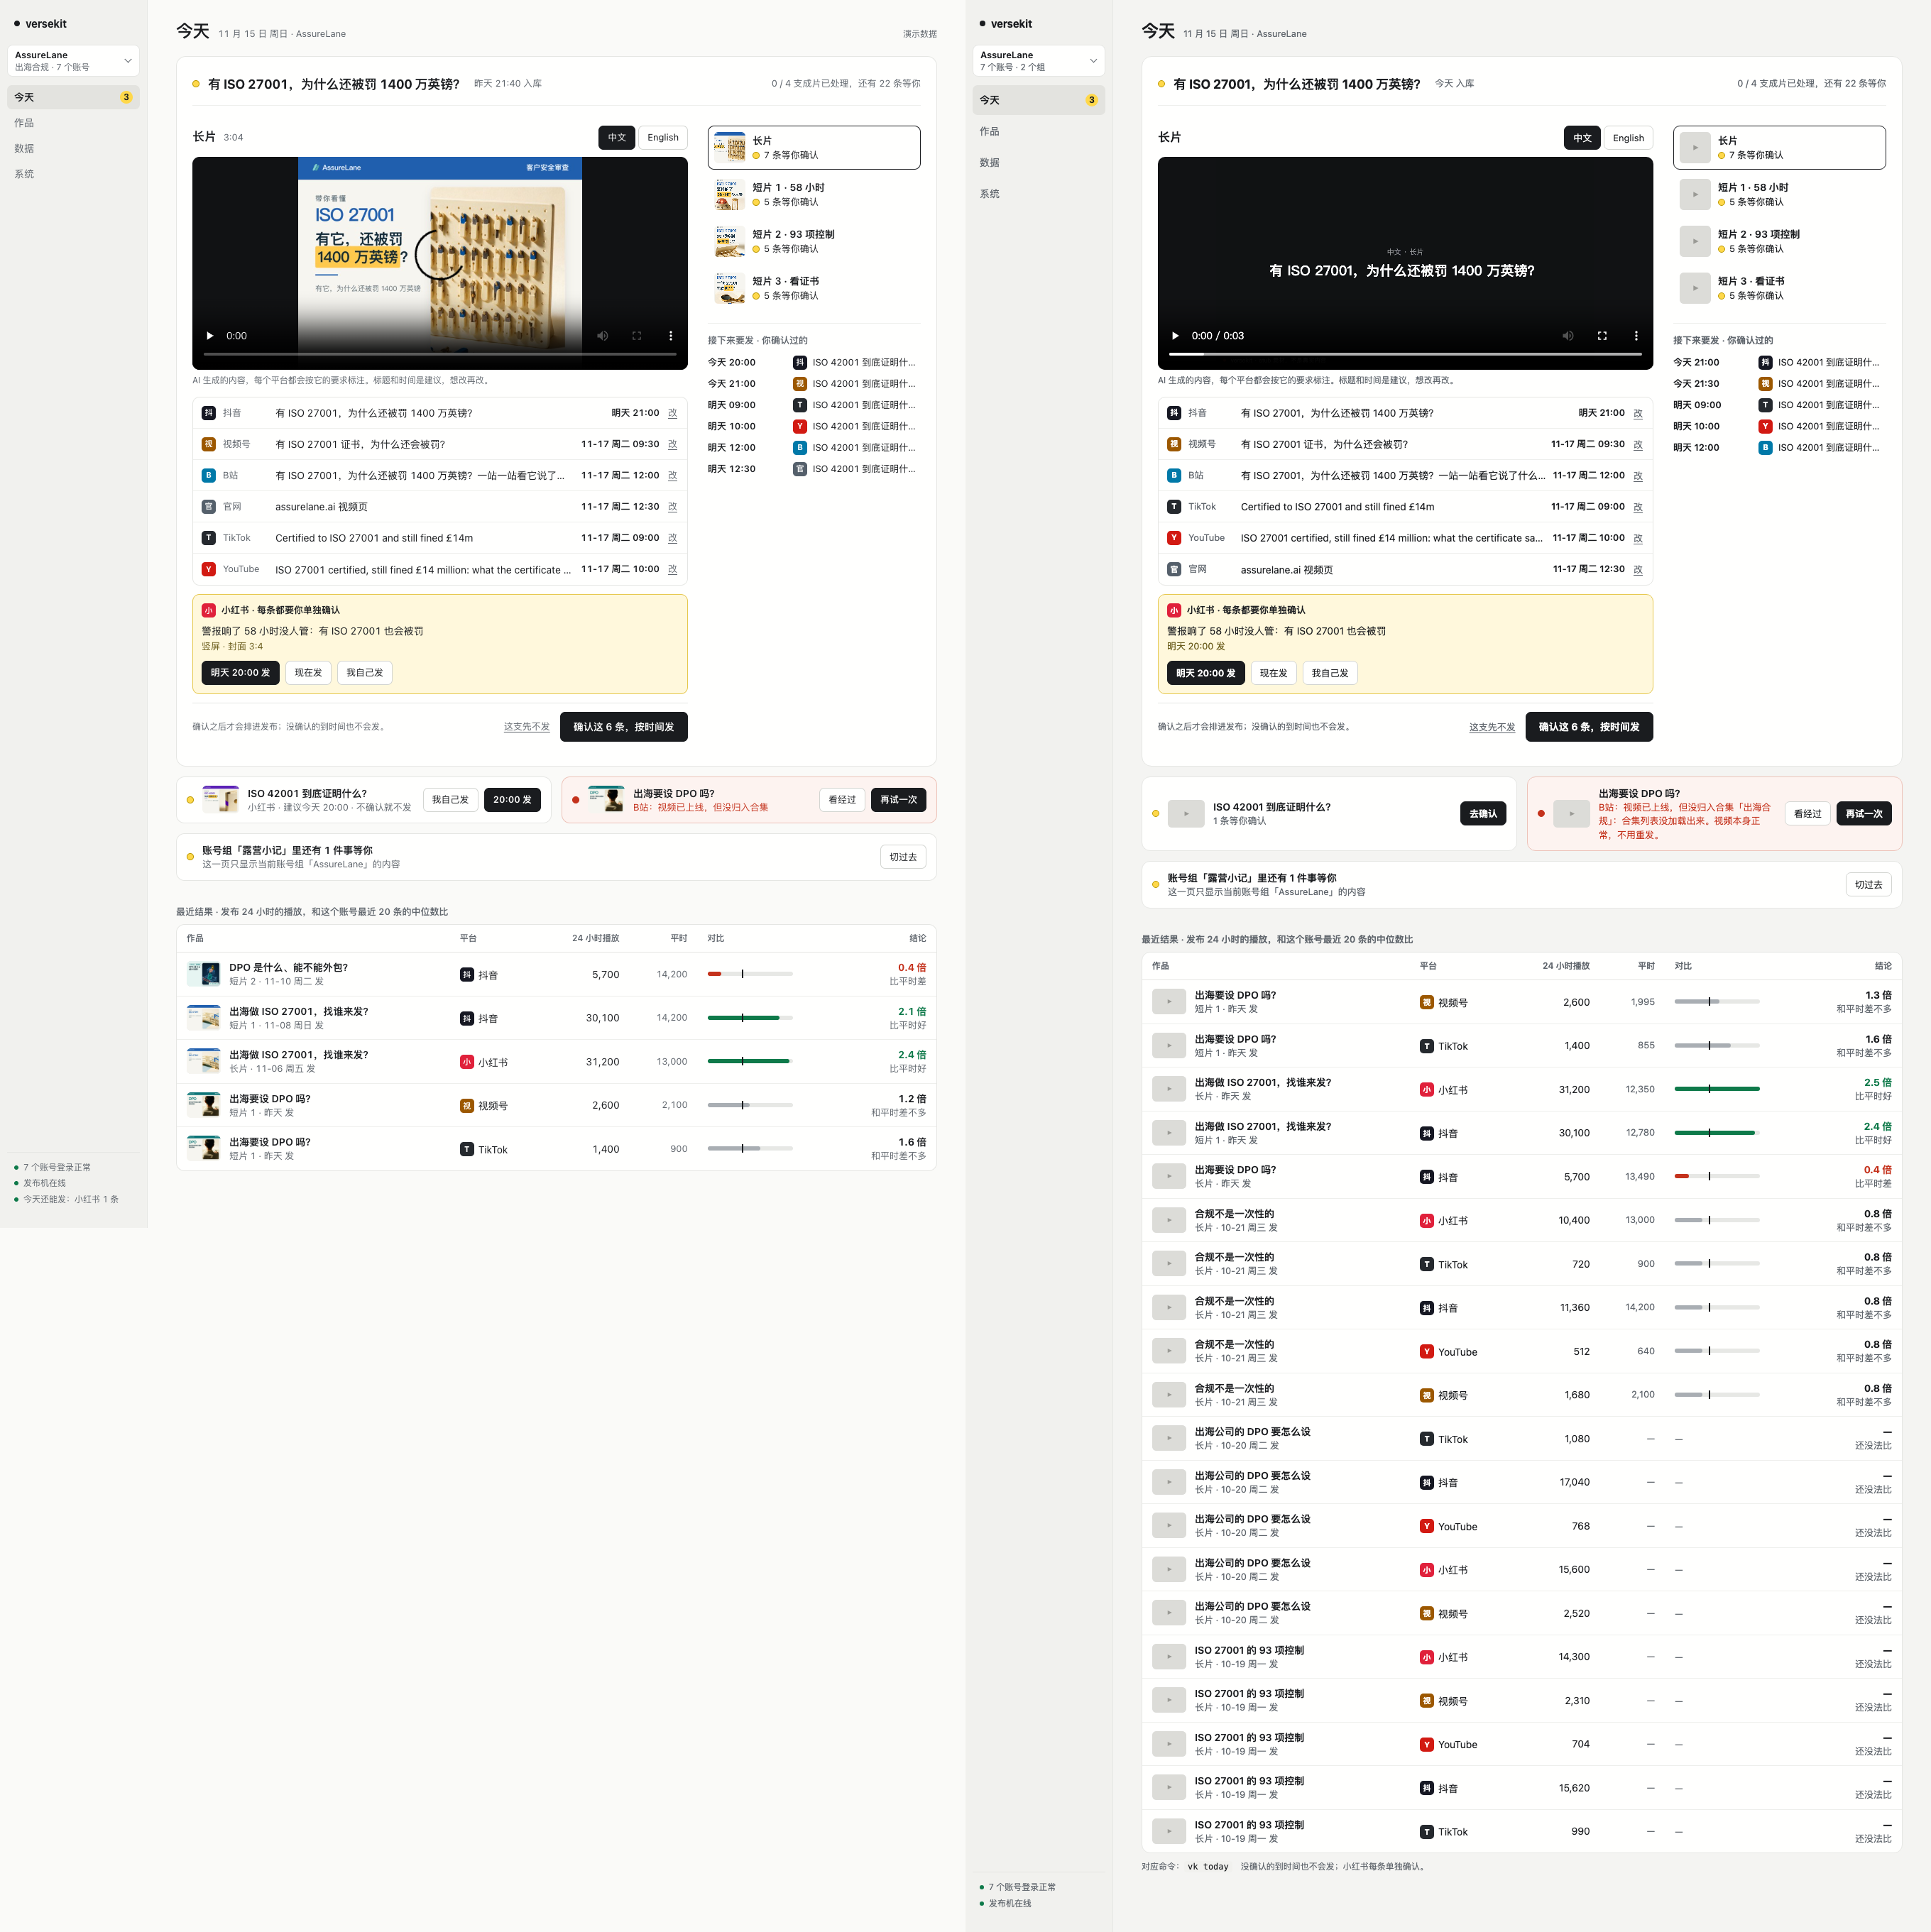 versekit
AssureLane
出海合规 · 7 个账号
今天 3
作品
数据
系统
7 个账号登录正常
发布机在线
今天还能发：小红书 1 条
今天 11 月 15 日 周日 · AssureLane 演示数据
有 ISO 27001，为什么还被罚 1400 万英镑？ 昨天 21:40 入库 0 / 4 支成片已处理，还有 22 条等你
长片 3:04 中文 English
AssureLane 客户安全审查
带你看懂
ISO 27001
有它，还被罚
1400 万英镑？
有它，为什么还被罚 1400 万英镑
0:00
AI 生成的内容，每个平台都会按它的要求标注。标题和时间是建议，想改再改。
抖 抖音 有 ISO 27001，为什么还被罚 1400 万英镑？ 明天 21:00 改
视 视频号 有 ISO 27001 证书，为什么还会被罚？ 11-17 周二 09:30 改
B B站 有 ISO 27001，为什么还被罚 1400 万英镑？一站一站看它说了... 11-17 周二 12:00 改
官 官网 assurelane.ai 视频页 11-17 周二 12:30 改
T TikTok Certified to ISO 27001 and still fined £14m 11-17 周二 09:00 改
Y YouTube ISO 27001 certified, still fined £14 million: what the certificate ... 11-17 周二 10:00 改
小 小红书 · 每条都要你单独确认
警报响了 58 小时没人管：有 ISO 27001 也会被罚
竖屏 · 封面 3:4
明天 20:00 发 现在发 我自己发
确认之后才会排进发布；没确认的到时间也不会发。 这支先不发 确认这 6 条，按时间发
长片
7 条等你确认
短片 1 · 58 小时
5 条等你确认
短片 2 · 93 项控制
5 条等你确认
短片 3 · 看证书
5 条等你确认
接下来要发 · 你确认过的
今天 20:00 抖 ISO 42001 到底证明什...
今天 21:00 视 ISO 42001 到底证明什...
明天 09:00 T ISO 42001 到底证明什...
明天 10:00 Y ISO 42001 到底证明什...
明天 12:00 B ISO 42001 到底证明什...
明天 12:30 官 ISO 42001 到底证明什...
ISO 42001 到底证明什么？
小红书 · 建议今天 20:00 · 不确认就不发
我自己发 20:00 发
出海要设 DPO 吗？
B站：视频已上线，但没归入合集
看经过 再试一次
账号组「露营小记」里还有 1 件事等你
这一页只显示当前账号组「AssureLane」的内容
切过去
最近结果 · 发布 24 小时的播放，和这个账号最近 20 条的中位数比
作品 平台 24 小时播放 平时 对比 结论
DPO 是什么、能不能外包？ 抖 抖音 5,700 14,200 0.4 倍
短片 2 · 11-10 周二 发 比平时差
出海做 ISO 27001，找谁来发？ 抖 抖音 30,100 14,200 2.1 倍
短片 1 · 11-08 周日 发 比平时好
出海做 ISO 27001，找谁来发？ 小 小红书 31,200 13,000 2.4 倍
长片 · 11-06 周五 发 比平时好
出海要设 DPO 吗？ 视 视频号 2,600 2,100 1.2 倍
短片 1 · 昨天 发 和平时差不多
出海要设 DPO 吗？ T TikTok 1,400 900 1.6 倍
短片 1 · 昨天 发 和平时差不多
versekit
AssureLane
7 个账号 · 2 个组
今天 3
作品
数据
系统
7 个账号登录正常
发布机在线
今天 11 月 15 日 周日 · AssureLane
有 ISO 27001，为什么还被罚 1400 万英镑？ 今天 入库 0 / 4 支成片已处理，还有 22 条等你
长片 中文 English
中文 · 长片
有 ISO 27001，为什么还被罚 1400 万英镑？
0:00 / 0:03
AI 生成的内容，每个平台都会按它的要求标注。标题和时间是建议，想改再改。
抖 抖音 有 ISO 27001，为什么还被罚 1400 万英镑？ 明天 21:00 改
视 视频号 有 ISO 27001 证书，为什么还会被罚？ 11-17 周二 09:30 改
B B站 有 ISO 27001，为什么还被罚 1400 万英镑？一站一站看它说了什么... 11-17 周二 12:00 改
T TikTok Certified to ISO 27001 and still fined £14m 11-17 周二 09:00 改
Y YouTube ISO 27001 certified, still fined £14 million: what the certificate sa... 11-17 周二 10:00 改
官 官网 assurelane.ai 视频页 11-17 周二 12:30 改
小 小红书 · 每条都要你单独确认
警报响了 58 小时没人管：有 ISO 27001 也会被罚
明天 20:00 发
明天 20:00 发 现在发 我自己发
确认之后才会排进发布；没确认的到时间也不会发。 这支先不发 确认这 6 条，按时间发
长片
7 条等你确认
短片 1 · 58 小时
5 条等你确认
短片 2 · 93 项控制
5 条等你确认
短片 3 · 看证书
5 条等你确认
接下来要发 · 你确认过的
今天 21:00 抖 ISO 42001 到底证明什...
今天 21:30 视 ISO 42001 到底证明什...
明天 09:00 T ISO 42001 到底证明什...
明天 10:00 Y ISO 42001 到底证明什...
明天 12:00 B ISO 42001 到底证明什...
ISO 42001 到底证明什么？
1 条等你确认
去确认
出海要设 DPO 吗？
B站：视频已上线，但没归入合集「出海合
规」：合集列表没加载出来。视频本身正
常，不用重发。
看经过 再试一次
账号组「露营小记」里还有 1 件事等你
这一页只显示当前账号组「AssureLane」的内容
切过去
最近结果 · 发布 24 小时的播放，和这个账号最近 20 条的中位数比
作品 平台 24 小时播放 平时 对比 结论
出海要设 DPO 吗？ 视 视频号 2,600 1,995 1.3 倍
短片 1 · 昨天 发 和平时差不多
出海要设 DPO 吗？ T TikTok 1,400 855 1.6 倍
短片 1 · 昨天 发 和平时差不多
出海做 ISO 27001，找谁来发？ 小 小红书 31,200 12,350 2.5 倍
长片 · 昨天 发 比平时好
出海做 ISO 27001，找谁来发？ 抖 抖音 30,100 12,780 2.4 倍
短片 1 · 昨天 发 比平时好
出海要设 DPO 吗？ 抖 抖音 5,700 13,490 0.4 倍
长片 · 昨天 发 比平时差
合规不是一次性的 小 小红书 10,400 13,000 0.8 倍
长片 · 10-21 周三 发 和平时差不多
合规不是一次性的 T TikTok 720 900 0.8 倍
长片 · 10-21 周三 发 和平时差不多
合规不是一次性的 抖 抖音 11,360 14,200 0.8 倍
长片 · 10-21 周三 发 和平时差不多
合规不是一次性的 Y YouTube 512 640 0.8 倍
长片 · 10-21 周三 发 和平时差不多
合规不是一次性的 视 视频号 1,680 2,100 0.8 倍
长片 · 10-21 周三 发 和平时差不多
出海公司的 DPO 要怎么设 T TikTok 1,080 — — —
长片 · 10-20 周二 发 还没法比
出海公司的 DPO 要怎么设 抖 抖音 17,040 — — —
长片 · 10-20 周二 发 还没法比
出海公司的 DPO 要怎么设 Y YouTube 768 — — —
长片 · 10-20 周二 发 还没法比
出海公司的 DPO 要怎么设 小 小红书 15,600 — — —
长片 · 10-20 周二 发 还没法比
出海公司的 DPO 要怎么设 视 视频号 2,520 — — —
长片 · 10-20 周二 发 还没法比
ISO 27001 的 93 项控制 小 小红书 14,300 — — —
长片 · 10-19 周一 发 还没法比
ISO 27001 的 93 项控制 视 视频号 2,310 — — —
长片 · 10-19 周一 发 还没法比
ISO 27001 的 93 项控制 Y YouTube 704 — — —
长片 · 10-19 周一 发 还没法比
ISO 27001 的 93 项控制 抖 抖音 15,620 — — —
长片 · 10-19 周一 发 还没法比
ISO 27001 的 93 项控制 T TikTok 990 — — —
长片 · 10-19 周一 发 还没法比
对应命令： vk today 没确认的到时间也不会发；小红书每条单独确认。